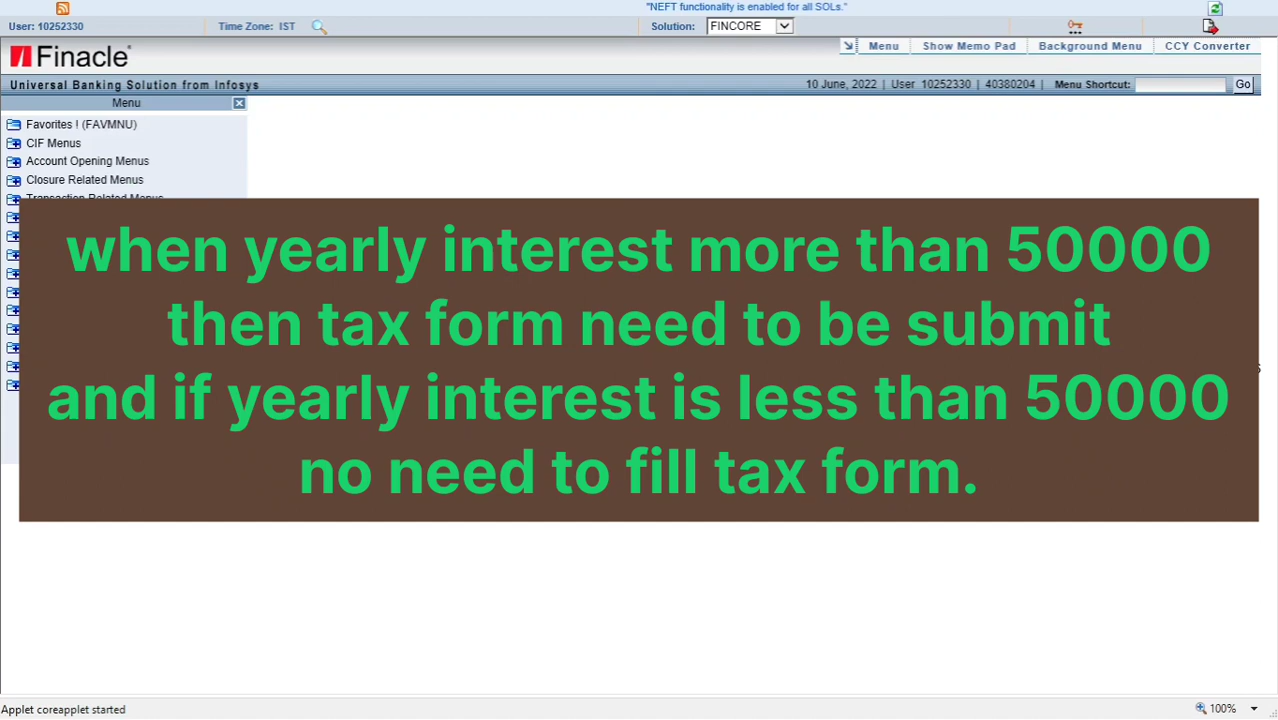 "NEFT functionality is enabled for all SOLs."
User: 10252330 Time Zone: IST Solution: FINCORE
Finacle
Menu Show Memo Pad Background Menu CCY Converter
Universal Banking Solution from Infosys 10 June, 2022 | User 10252330 | 40380204 | Menu Shortcut: Go
Menu
Favorites ! (FAVMNU)
CIF Menus
Account Opening Menus
Closure Related Menus
Transaction Related Menus
when yearly interest more than 50000
then tax form need to be submit
and if yearly interest is less than 50000
no need to fill tax form.
Applet coreapplet started 100%